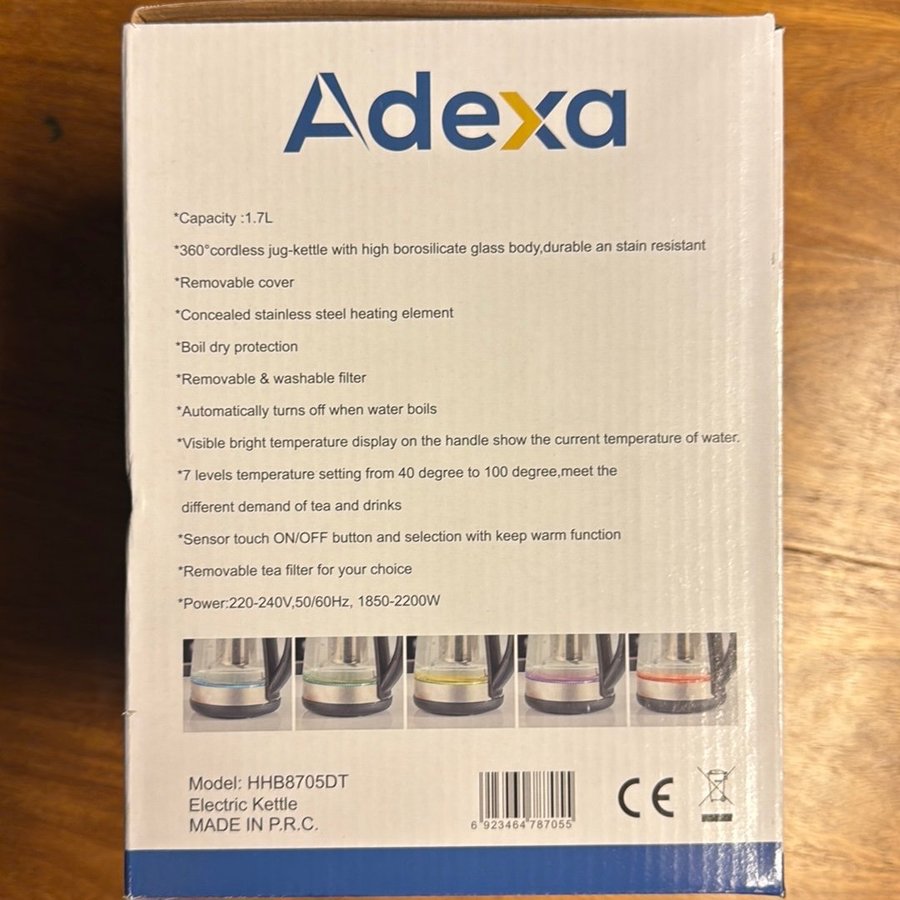 Adexa
*Capacity :1.7L
*360°cordless jug-kettle with high borosilicate glass body,durable an stain resistant
*Removable cover
*Concealed stainless steel heating element
*Boil dry protection
*Removable & washable filter
*Automatically turns off when water boils
*Visible bright temperature display on the handle show the current temperature of water.
*7 levels temperature setting from 40 degree to 100 degree,meet the
different demand of tea and drinks
*Sensor touch ON/OFF button and selection with keep warm function
*Removable tea filter for your choice
*Power:220-240V,50/60Hz, 1850-2200W
Model: HHB8705DT
Electric Kettle
MADE IN P.R.C.
6 923464 787055
CE